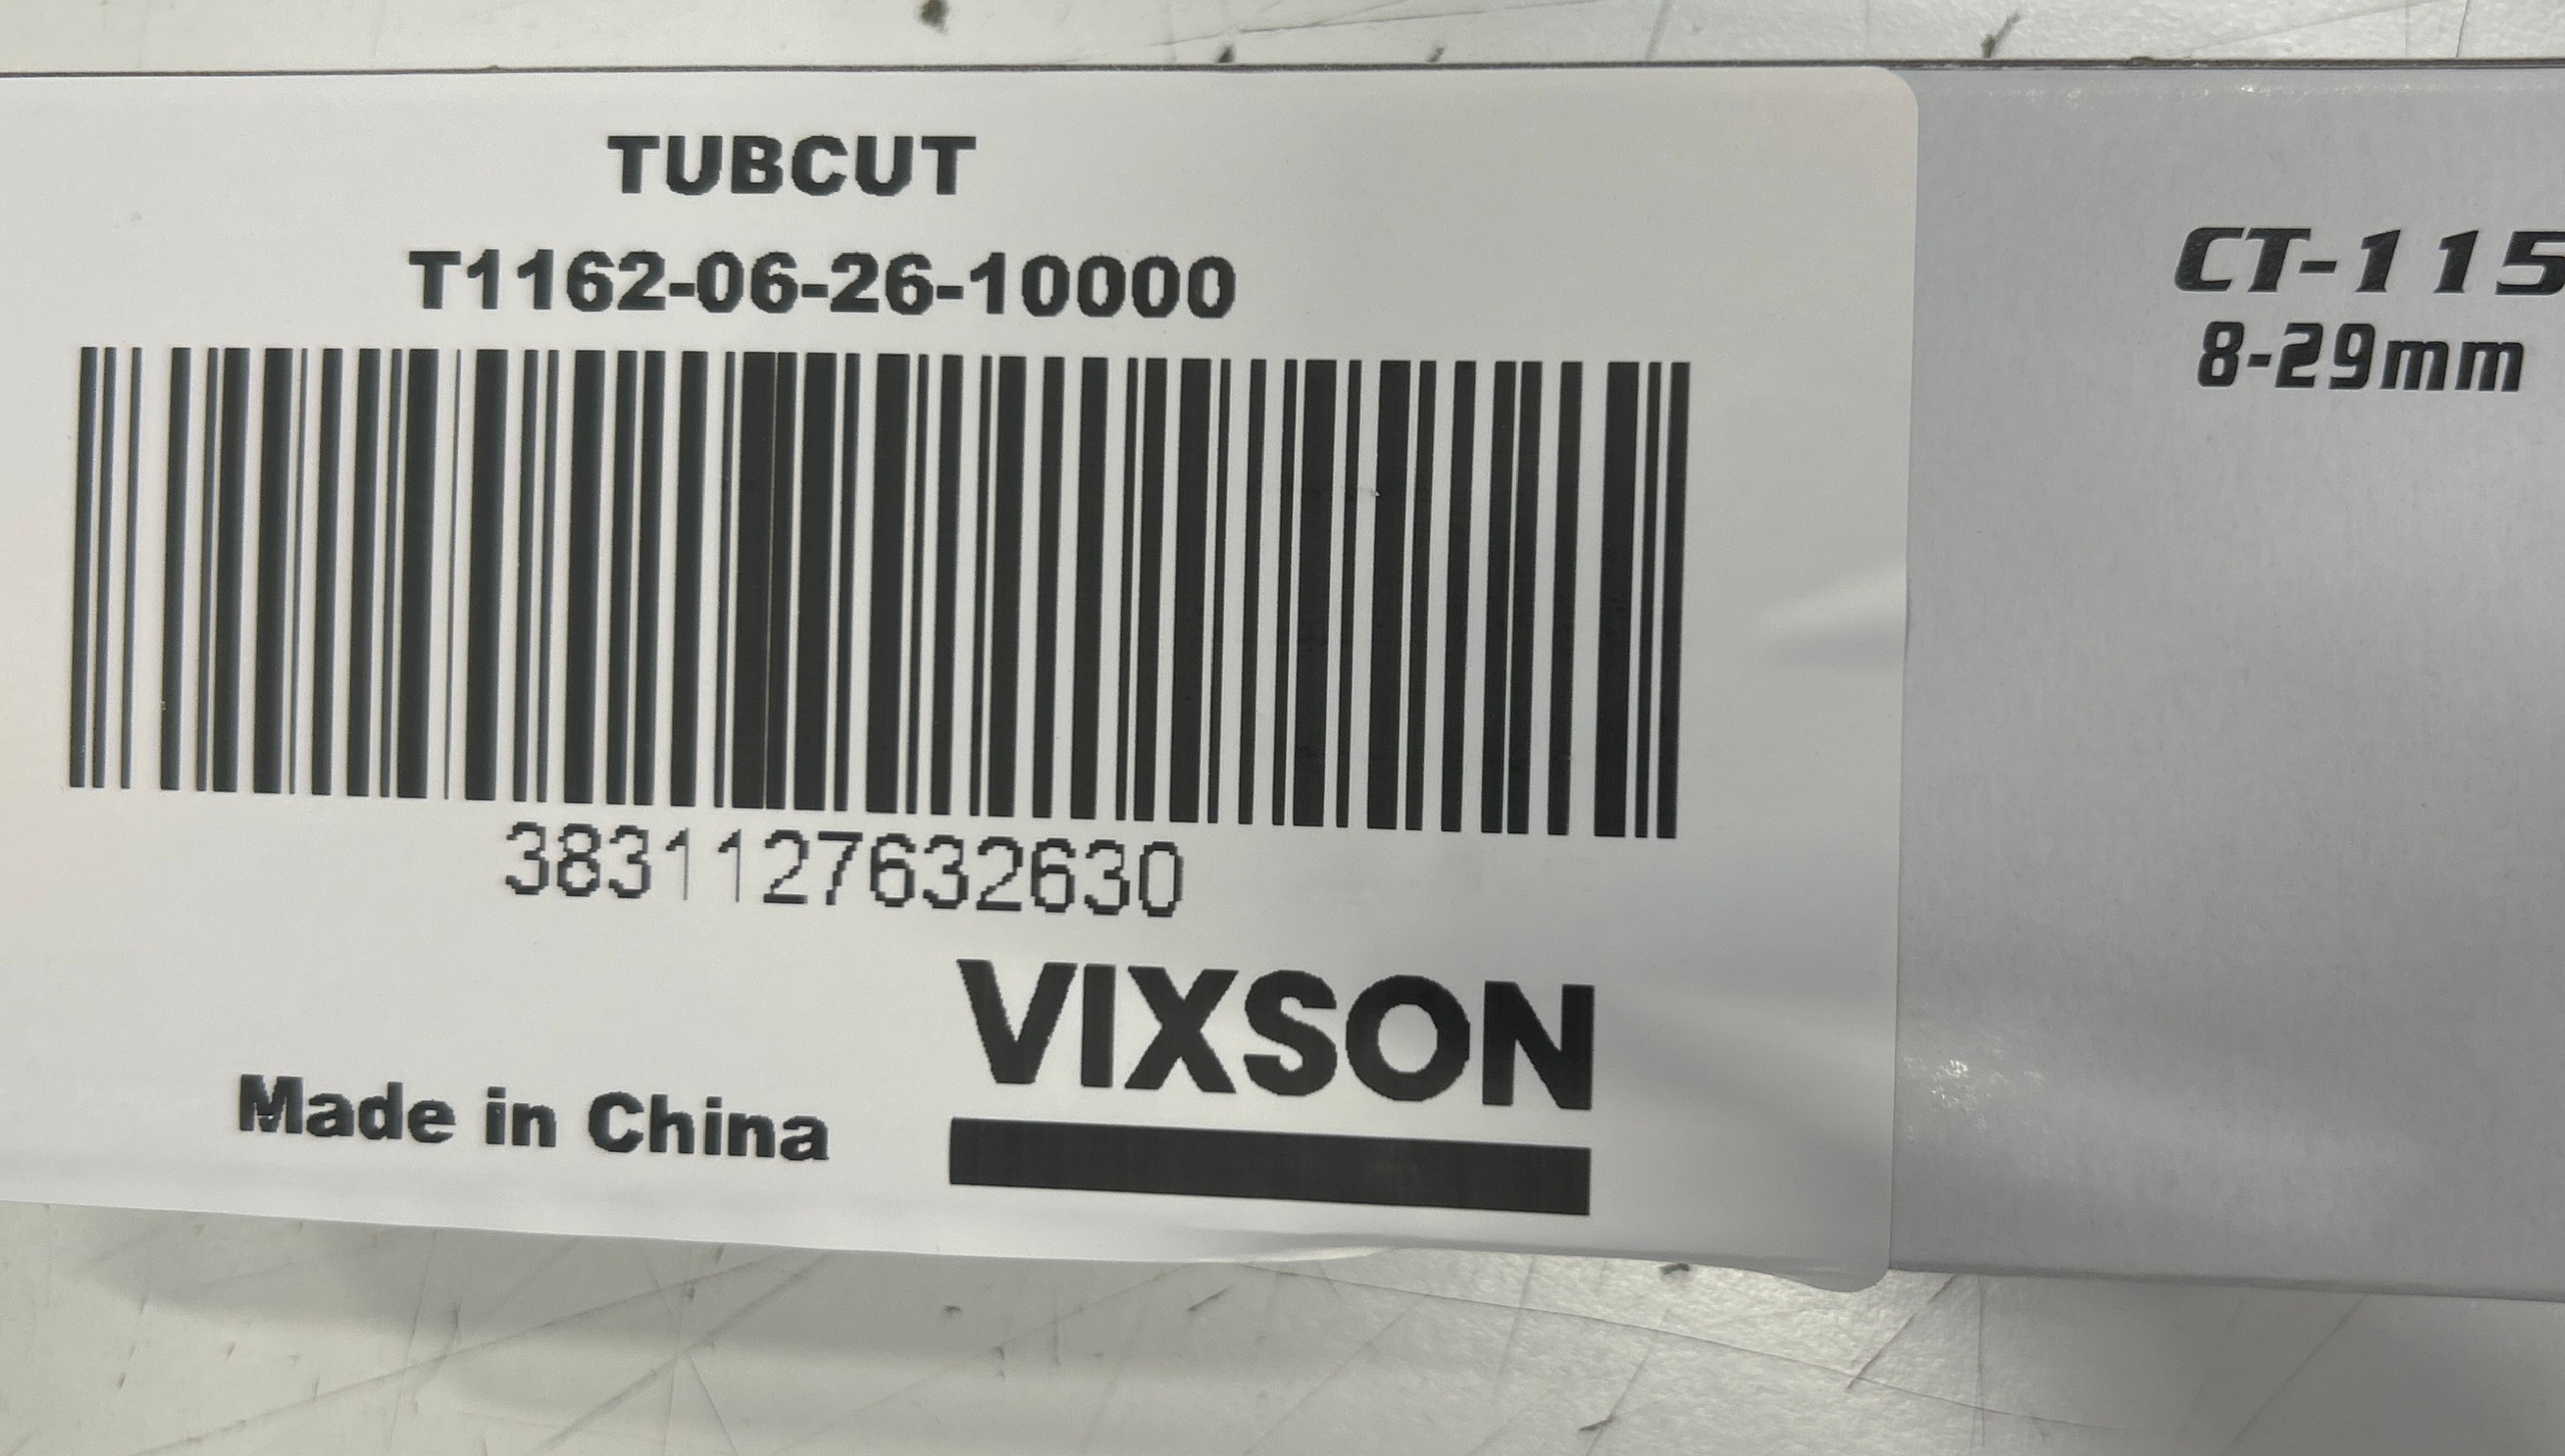 TUBCUT
T1162-06-26-10000
3831127632630
VIXSON
Made in China
CT-115
8-29mm